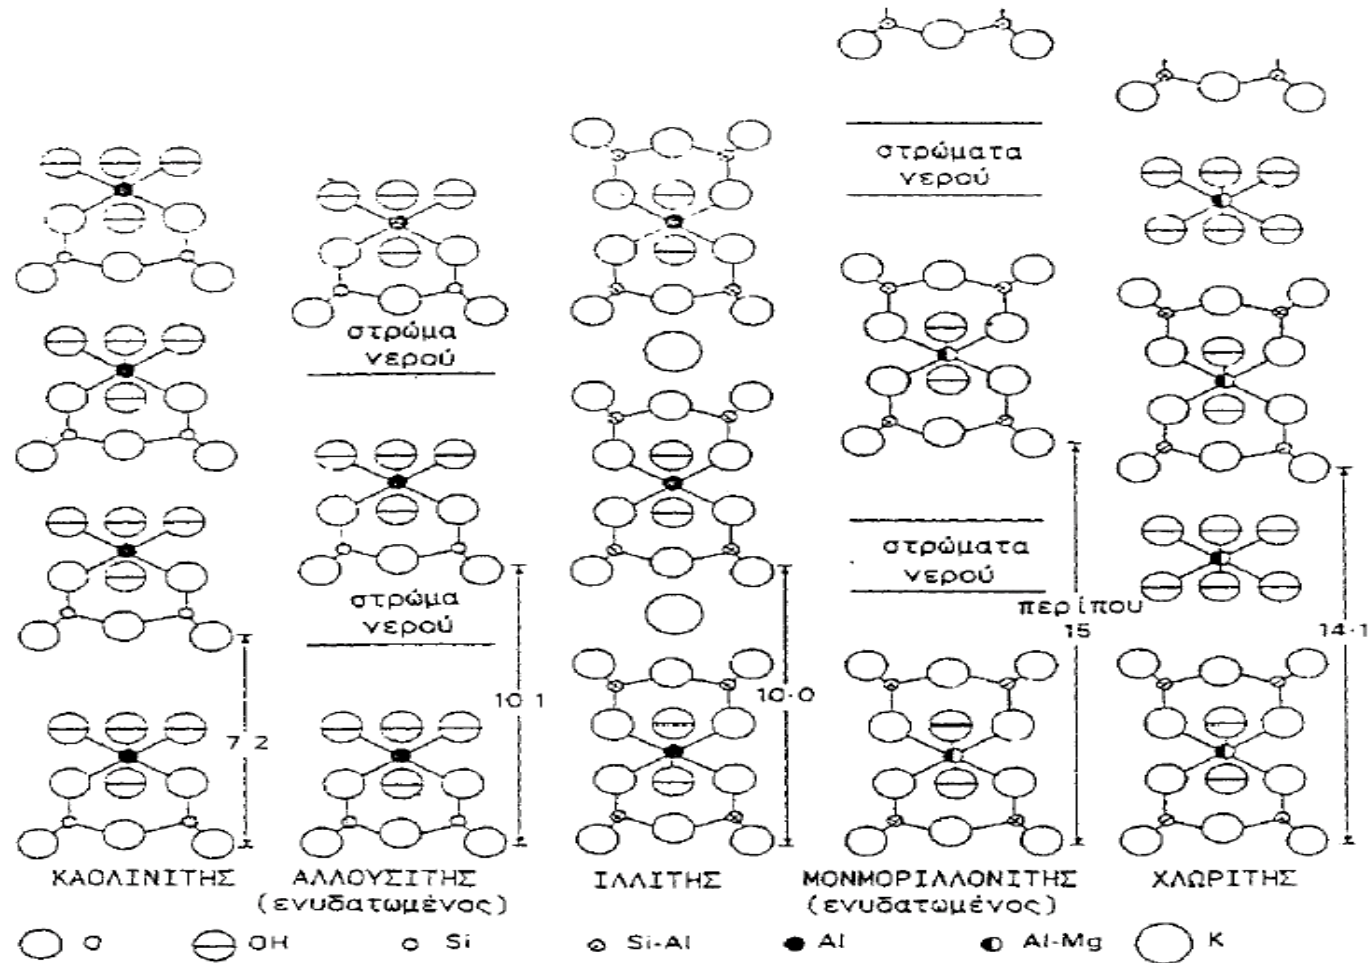 στρώματα
νερού
στρώμα
νερού
στρώματα
νερού
στρώμα
νερού
περίπου
15
14·1
10·1
10·0
7·2
ΚΑΟΛΙΝΙΤΗΣ
ΑΛΛΟΥΣΙΤΗΣ
(ενυδατωμένος)
ΙΛΛΙΤΗΣ
ΜΟΝΜΟΡΙΛΛΟΝΙΤΗΣ
(ενυδατωμένος)
ΧΛΩΡΙΤΗΣ
O OH Si Si-Al Al Al-Mg K